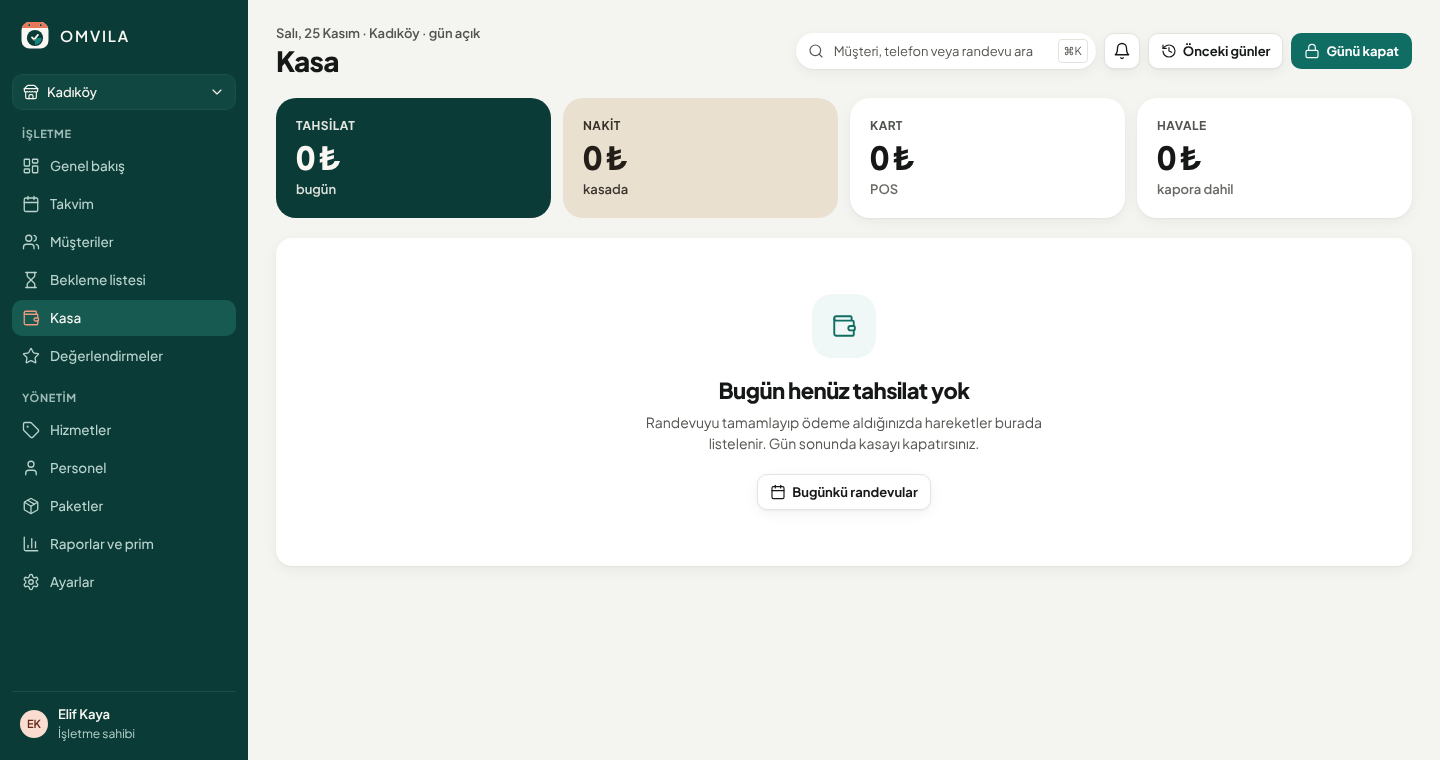 OMVILA
Kadıköy
İŞLETME
Genel bakış
Takvim
Müşteriler
Bekleme listesi
Kasa
Değerlendirmeler
YÖNETİM
Hizmetler
Personel
Paketler
Raporlar ve prim
Ayarlar
EK
Elif Kaya
İşletme sahibi
Salı, 25 Kasım · Kadıköy · gün açık
Kasa
Müşteri, telefon veya randevu ara
⌘K
Önceki günler
Günü kapat
TAHSİLAT
0 ₺
bugün
NAKİT
0 ₺
kasada
KART
0 ₺
POS
HAVALE
0 ₺
kapora dahil
Bugün henüz tahsilat yok
Randevuyu tamamlayıp ödeme aldığınızda hareketler burada
listelenir. Gün sonunda kasayı kapatırsınız.
Bugünkü randevular